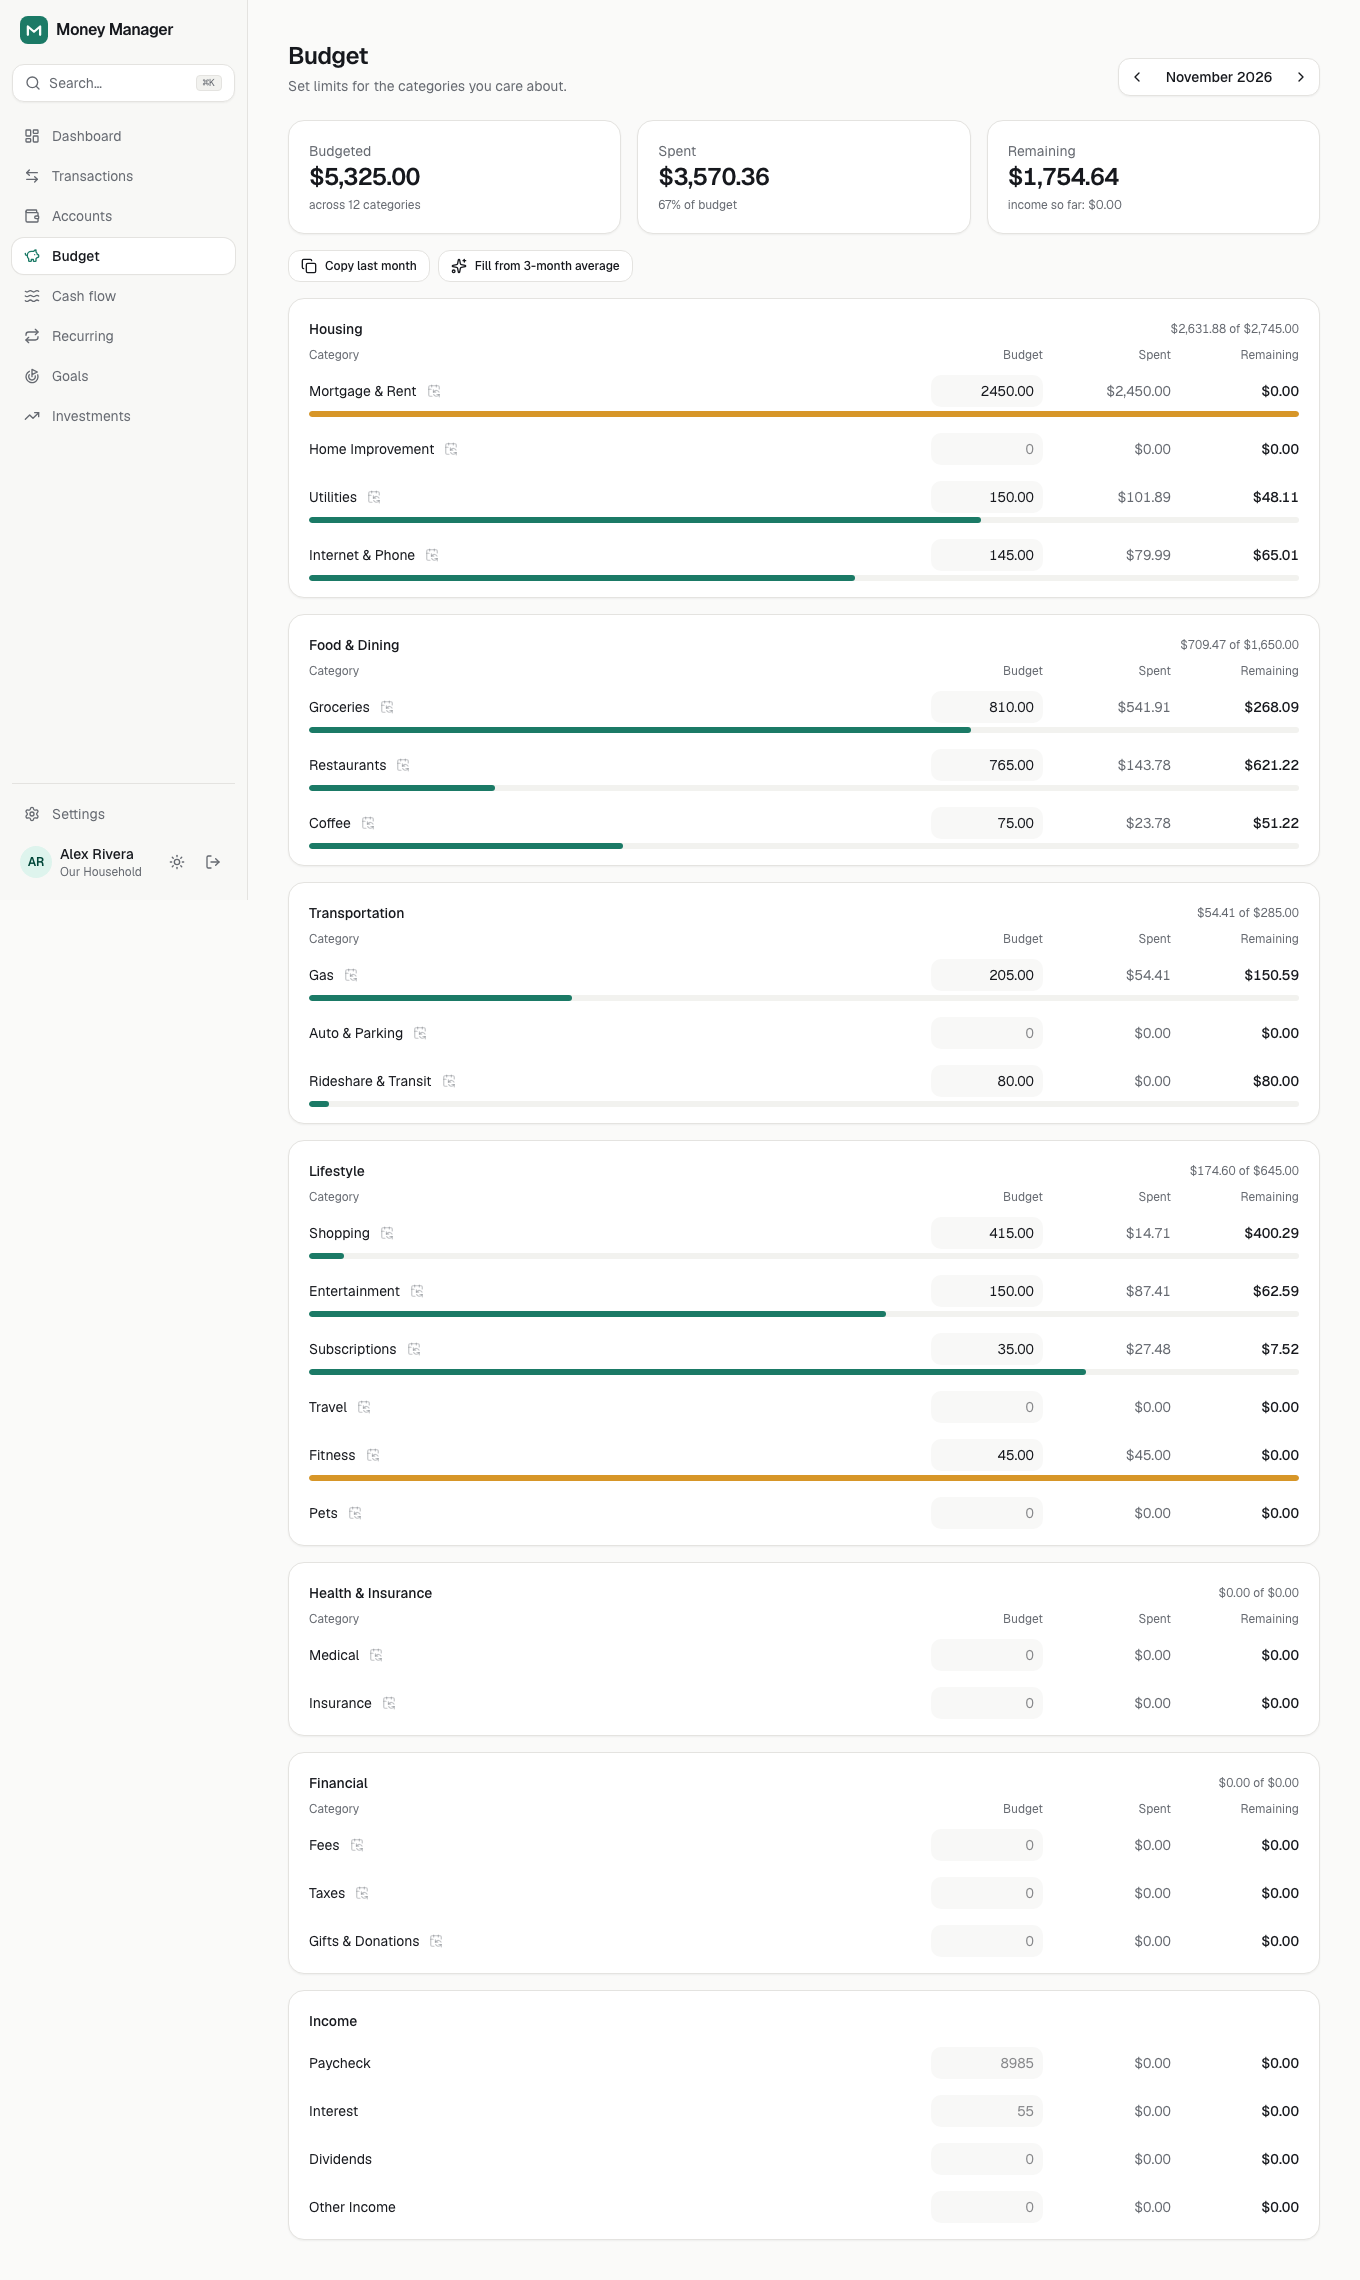 Money Manager
Search...
⌘K
Dashboard
Transactions
Accounts
Budget
Cash flow
Recurring
Goals
Investments
Settings
AR
Alex Rivera
Our Household
Budget
Set limits for the categories you care about.
November 2026
Budgeted
$5,325.00
across 12 categories
Spent
$3,570.36
67% of budget
Remaining
$1,754.64
income so far: $0.00
Copy last month
Fill from 3-month average
Housing $2,631.88 of $2,745.00
Category Budget Spent Remaining
Mortgage & Rent 2450.00 $2,450.00 $0.00
Home Improvement 0 $0.00 $0.00
Utilities 150.00 $101.89 $48.11
Internet & Phone 145.00 $79.99 $65.01
Food & Dining $709.47 of $1,650.00
Category Budget Spent Remaining
Groceries 810.00 $541.91 $268.09
Restaurants 765.00 $143.78 $621.22
Coffee 75.00 $23.78 $51.22
Transportation $54.41 of $285.00
Category Budget Spent Remaining
Gas 205.00 $54.41 $150.59
Auto & Parking 0 $0.00 $0.00
Rideshare & Transit 80.00 $0.00 $80.00
Lifestyle $174.60 of $645.00
Category Budget Spent Remaining
Shopping 415.00 $14.71 $400.29
Entertainment 150.00 $87.41 $62.59
Subscriptions 35.00 $27.48 $7.52
Travel 0 $0.00 $0.00
Fitness 45.00 $45.00 $0.00
Pets 0 $0.00 $0.00
Health & Insurance $0.00 of $0.00
Category Budget Spent Remaining
Medical 0 $0.00 $0.00
Insurance 0 $0.00 $0.00
Financial $0.00 of $0.00
Category Budget Spent Remaining
Fees 0 $0.00 $0.00
Taxes 0 $0.00 $0.00
Gifts & Donations 0 $0.00 $0.00
Income
Paycheck 8985 $0.00 $0.00
Interest 55 $0.00 $0.00
Dividends 0 $0.00 $0.00
Other Income 0 $0.00 $0.00